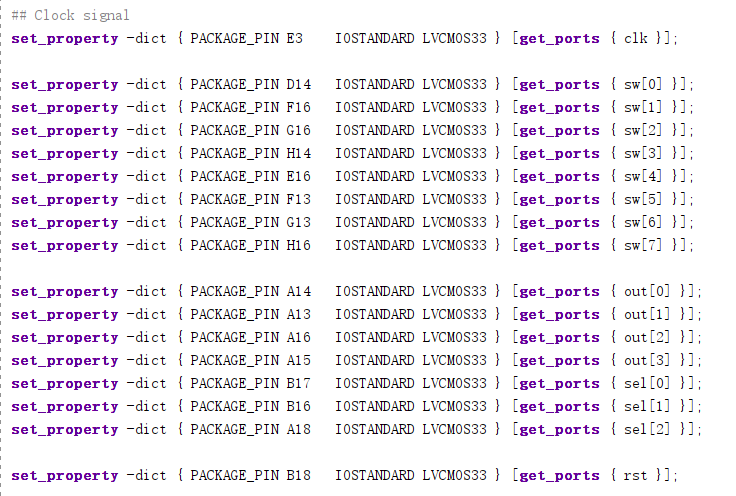 ## Clock signal
set_property -dict { PACKAGE_PIN E3 IOSTANDARD LVCMOS33 } [get_ports { clk }];
set_property -dict { PACKAGE_PIN D14 IOSTANDARD LVCMOS33 } [get_ports { sw[0] }];
set_property -dict { PACKAGE_PIN F16 IOSTANDARD LVCMOS33 } [get_ports { sw[1] }];
set_property -dict { PACKAGE_PIN G16 IOSTANDARD LVCMOS33 } [get_ports { sw[2] }];
set_property -dict { PACKAGE_PIN H14 IOSTANDARD LVCMOS33 } [get_ports { sw[3] }];
set_property -dict { PACKAGE_PIN E16 IOSTANDARD LVCMOS33 } [get_ports { sw[4] }];
set_property -dict { PACKAGE_PIN F13 IOSTANDARD LVCMOS33 } [get_ports { sw[5] }];
set_property -dict { PACKAGE_PIN G13 IOSTANDARD LVCMOS33 } [get_ports { sw[6] }];
set_property -dict { PACKAGE_PIN H16 IOSTANDARD LVCMOS33 } [get_ports { sw[7] }];
set_property -dict { PACKAGE_PIN A14 IOSTANDARD LVCMOS33 } [get_ports { out[0] }];
set_property -dict { PACKAGE_PIN A13 IOSTANDARD LVCMOS33 } [get_ports { out[1] }];
set_property -dict { PACKAGE_PIN A16 IOSTANDARD LVCMOS33 } [get_ports { out[2] }];
set_property -dict { PACKAGE_PIN A15 IOSTANDARD LVCMOS33 } [get_ports { out[3] }];
set_property -dict { PACKAGE_PIN B17 IOSTANDARD LVCMOS33 } [get_ports { sel[0] }];
set_property -dict { PACKAGE_PIN B16 IOSTANDARD LVCMOS33 } [get_ports { sel[1] }];
set_property -dict { PACKAGE_PIN A18 IOSTANDARD LVCMOS33 } [get_ports { sel[2] }];
set_property -dict { PACKAGE_PIN B18 IOSTANDARD LVCMOS33 } [get_ports { rst }];